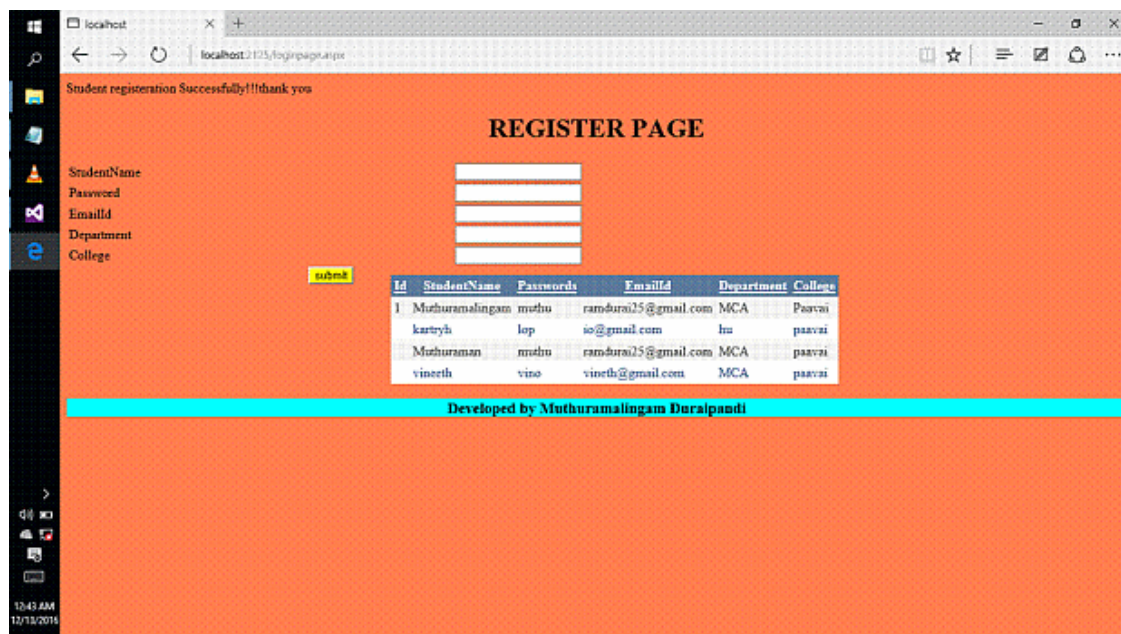 localhost
localhost:2125/loginpage.aspx
Student registeration Successfully!!!thank you
REGISTER PAGE
StudentName
Password
EmailId
Department
College
submit
Id StudentName Passwords EmailId Department College
1 Muthuramalingam muthu ramdurai25@gmail.com MCA Paavai
kartryh lop io@gmail.com hu paavai
Muthuraman muthu ramdurai25@gmail.com MCA paavai
vineeth vino vineth@gmail.com MCA paavai
Developed by Muthuramalingam Duraipandi
12:43 AM
12/13/2016